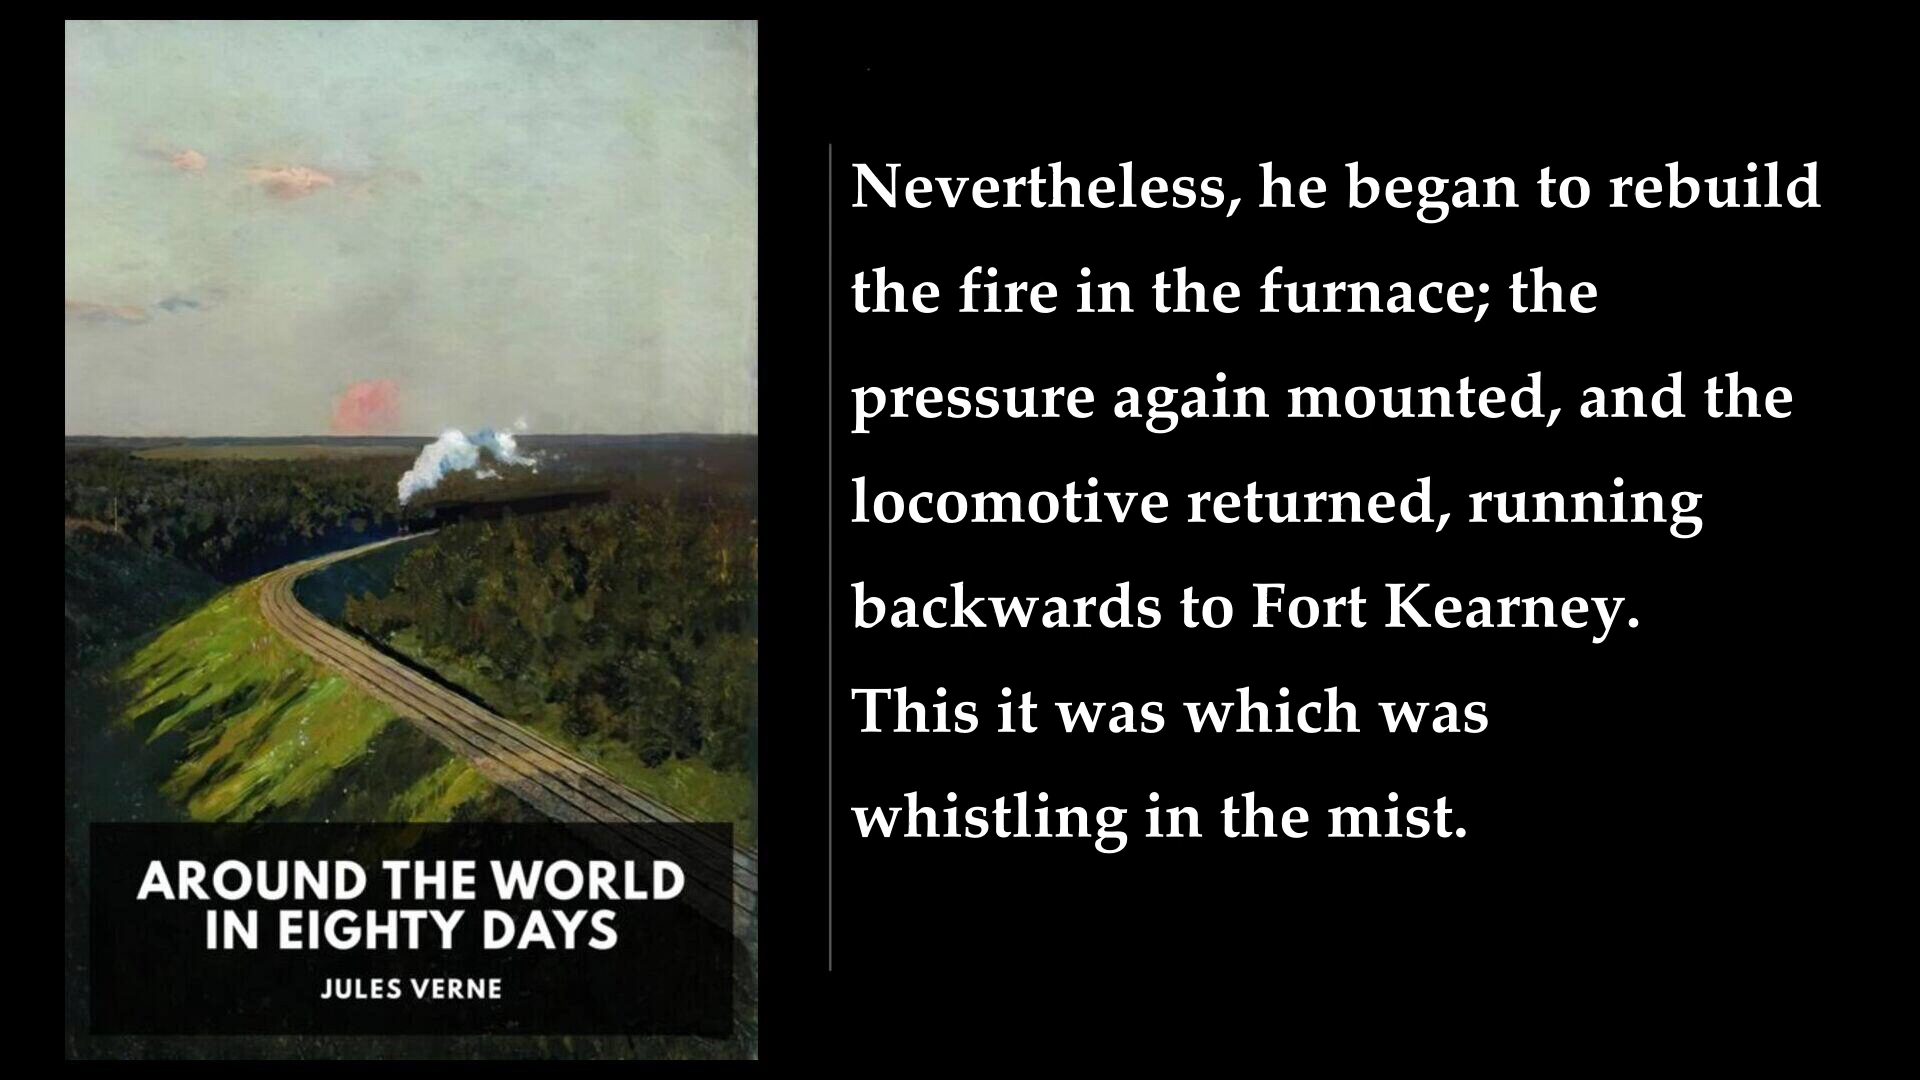 AROUND THE WORLD
IN EIGHTY DAYS
JULES VERNE
Nevertheless, he began to rebuild
the fire in the furnace; the
pressure again mounted, and the
locomotive returned, running
backwards to Fort Kearney.
This it was which was
whistling in the mist.